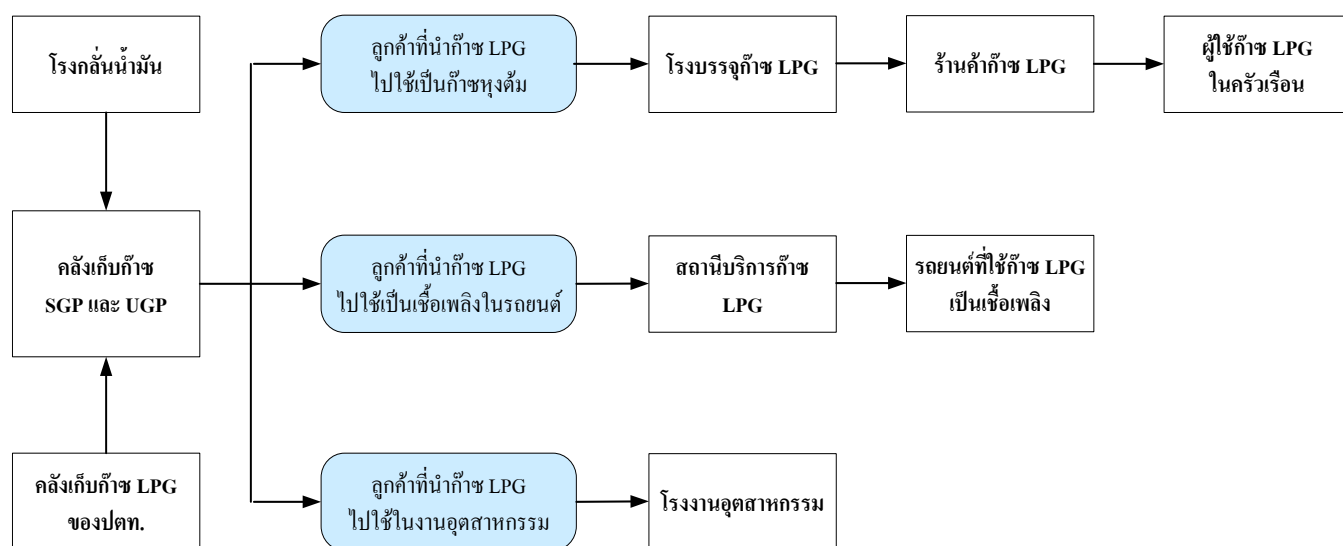 โรงกลั่นน้ำมัน
ลูกค้าที่นำก๊าซ LPG
ไปใช้เป็นก๊าซหุงต้ม
โรงบรรจุก๊าซ LPG
ร้านค้าก๊าซ LPG
ผู้ใช้ก๊าซ LPG
ในครัวเรือน
คลังเก็บก๊าซ
SGP และ UGP
ลูกค้าที่นำก๊าซ LPG
ไปใช้เป็นเชื้อเพลิงในรถยนต์
สถานีบริการก๊าซ
LPG
รถยนต์ที่ใช้ก๊าซ LPG
เป็นเชื้อเพลิง
คลังเก็บก๊าซ LPG
ของปตท.
ลูกค้าที่นำก๊าซ LPG
ไปใช้ในงานอุตสาหกรรม
โรงงานอุตสาหกรรม